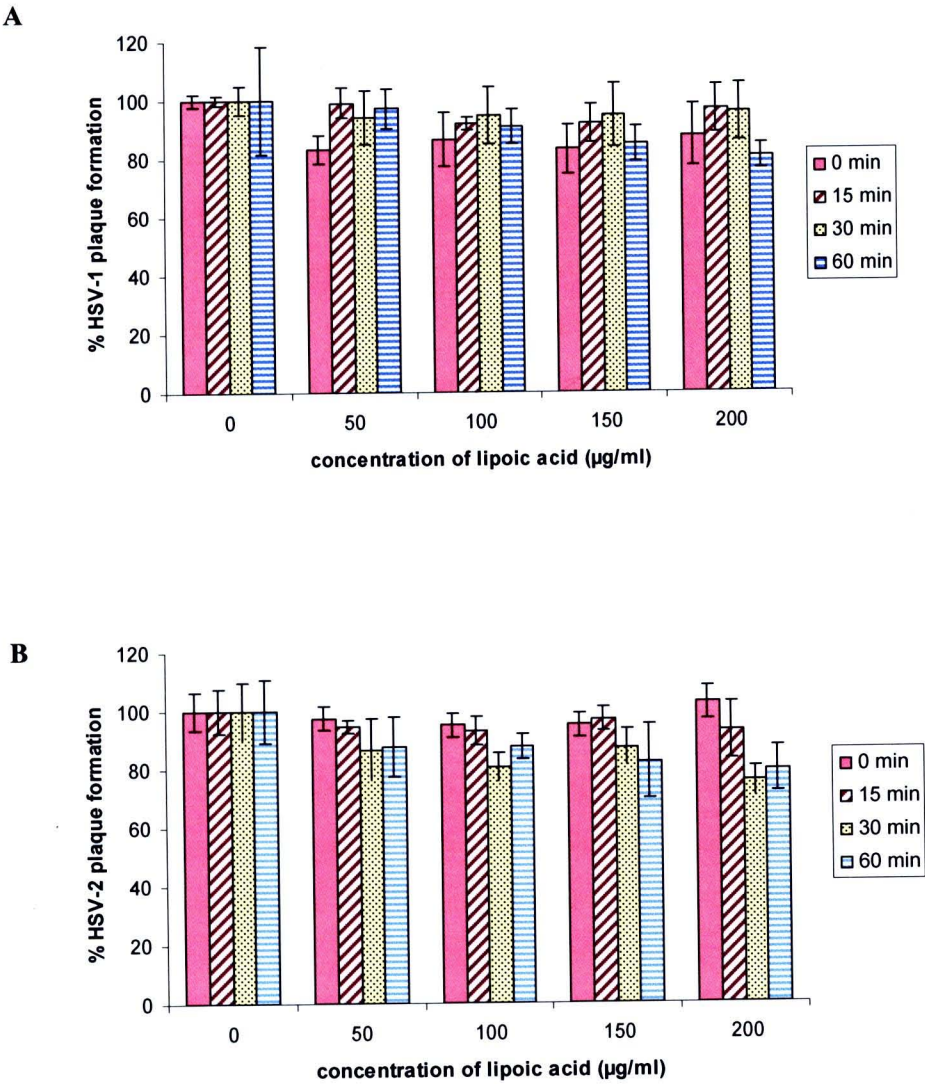 A
120
100
80
60
40
20
0
% HSV-1 plaque formation
0 50 100 150 200
concentration of lipoic acid (µg/ml)
0 min
15 min
30 min
60 min
B
120
100
80
60
40
20
0
% HSV-2 plaque formation
0 50 100 150 200
concentration of lipoic acid (µg/ml)
0 min
15 min
30 min
60 min